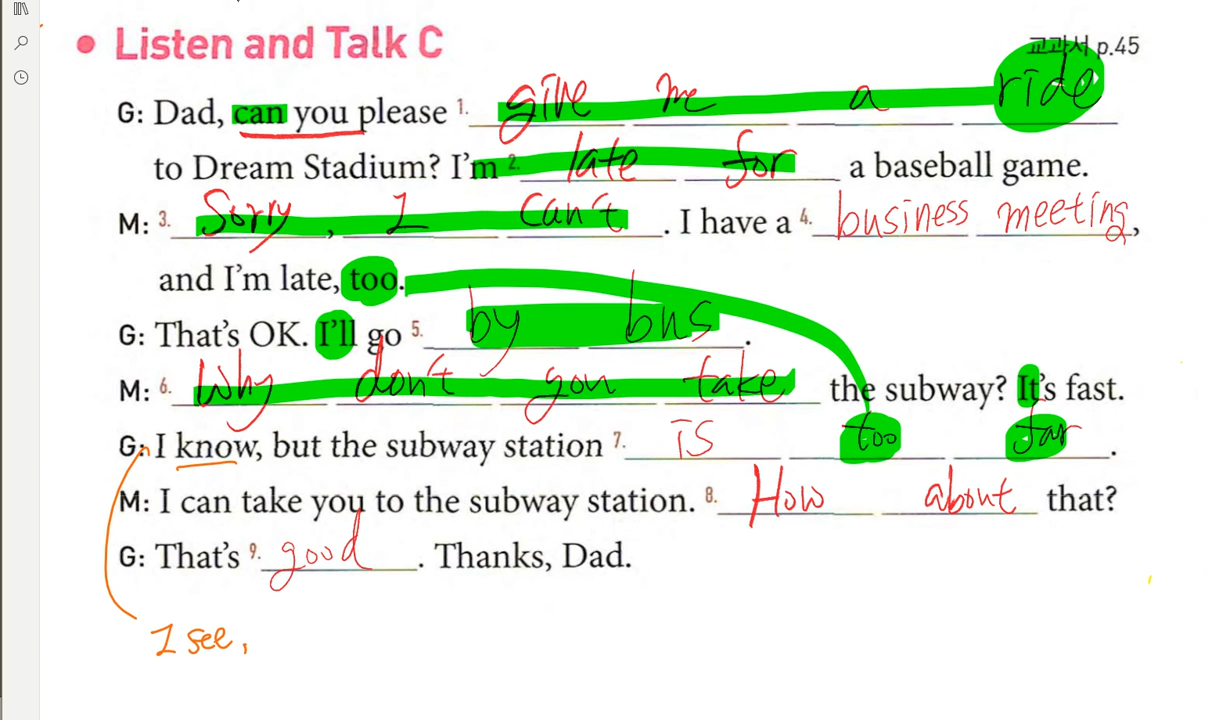 • Listen and Talk C
교과서 p.45
G: Dad, can you please 1. give me a ride
to Dream Stadium? I'm 2. late for a baseball game.
M: 3. Sorry, I can't. I have a 4. business meeting,
and I'm late, too.
G: That's OK. I'll go 5. by bus.
M: 6. Why don't you take the subway? It's fast.
G: I know, but the subway station 7. is too far.
M: I can take you to the subway station. 8. How about that?
G: That's 9. good. Thanks, Dad.
I see,